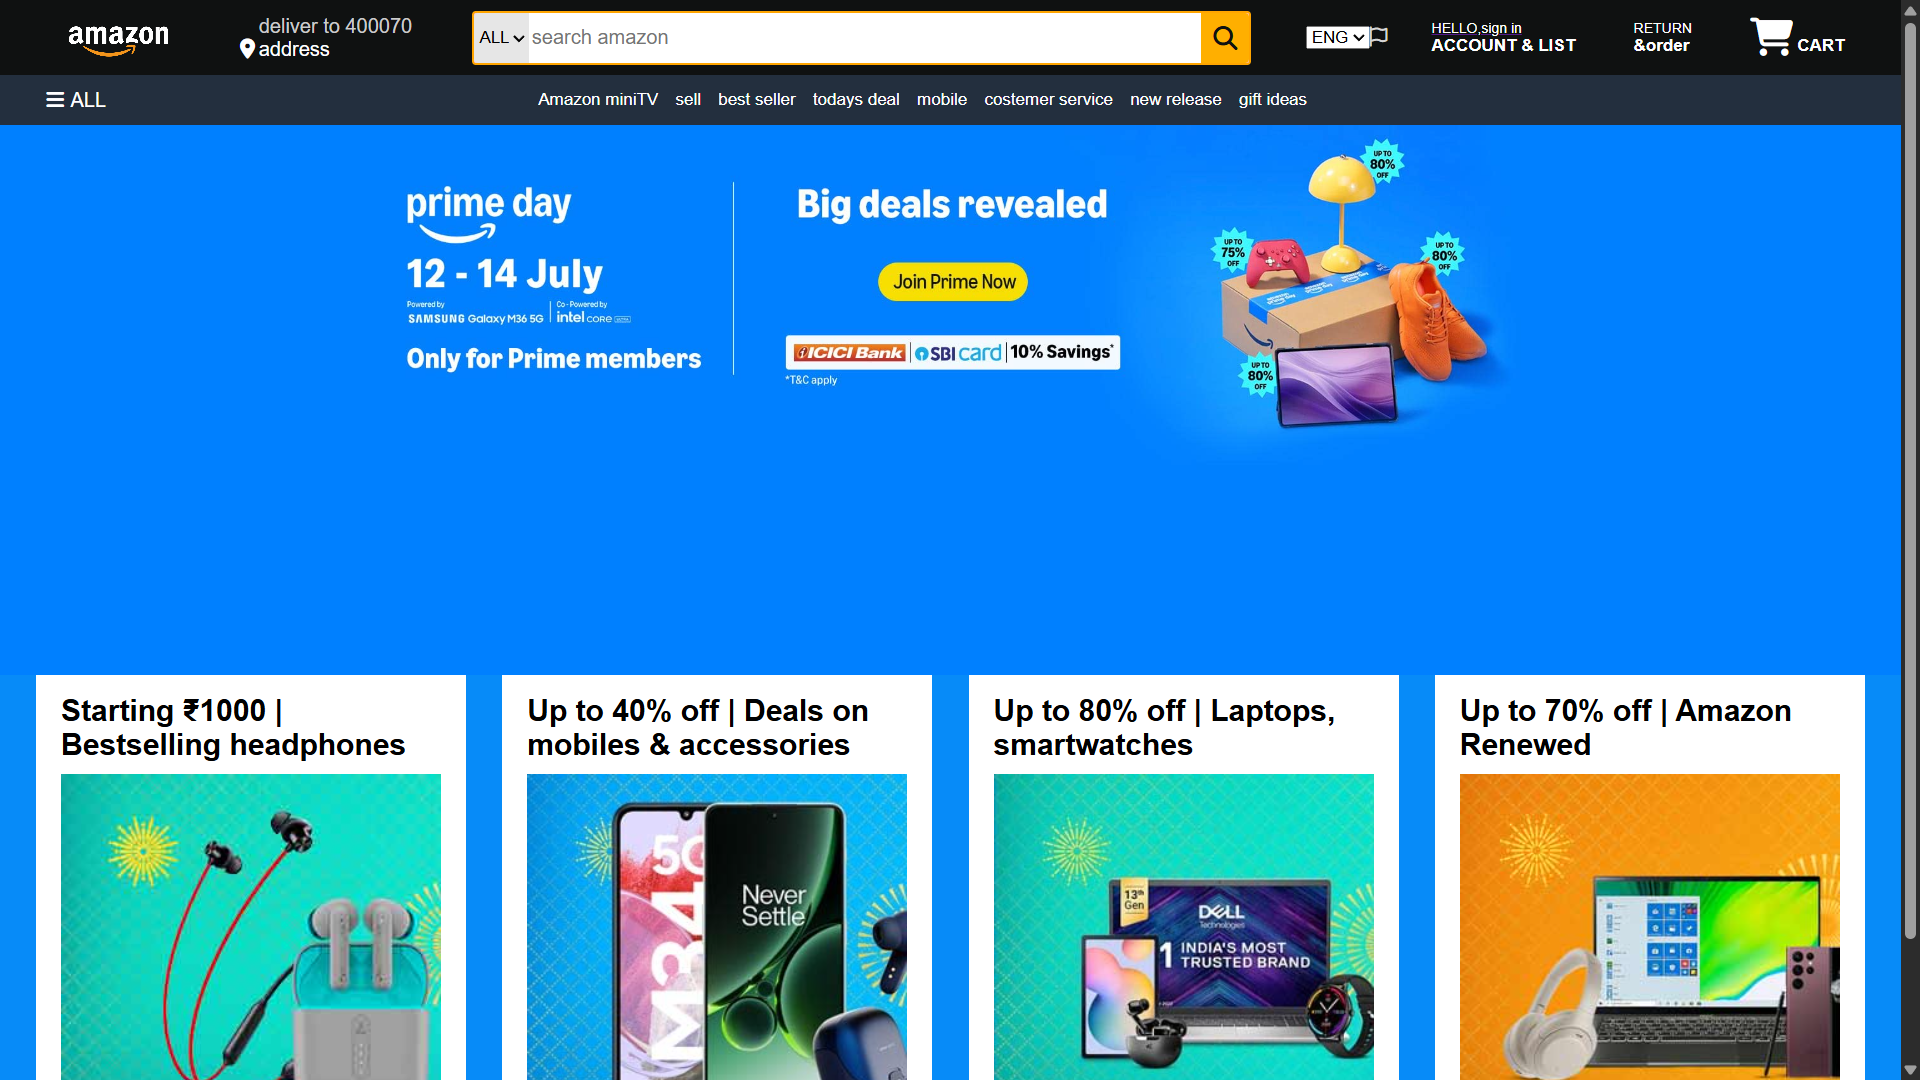 amazon
deliver to 400070
address
ALL
search amazon
ENG
HELLO,sign in
ACCOUNT & LIST
RETURN
&order
CART
ALL
Amazon miniTV
sell
best seller
todays deal
mobile
costemer service
new release
gift ideas
prime day
12 - 14 July
Powered by
SAMSUNG Galaxy M36 5G
Co-Powered by
intel CORE ULTRA
Only for Prime members
Big deals revealed
Join Prime Now
ICICI Bank
SBI card
10% Savings*
*T&C apply
UP TO
80%
OFF
UP TO
75%
OFF
UP TO
80%
OFF
UP TO
80%
OFF
Starting ₹1000 |
Bestselling headphones
Up to 40% off | Deals on
mobiles & accessories
5G
M34
Never
Settle
Up to 80% off | Laptops,
smartwatches
13th
Gen
DELL
Technologies
1 INDIA'S MOST
TRUSTED BRAND
Up to 70% off | Amazon
Renewed